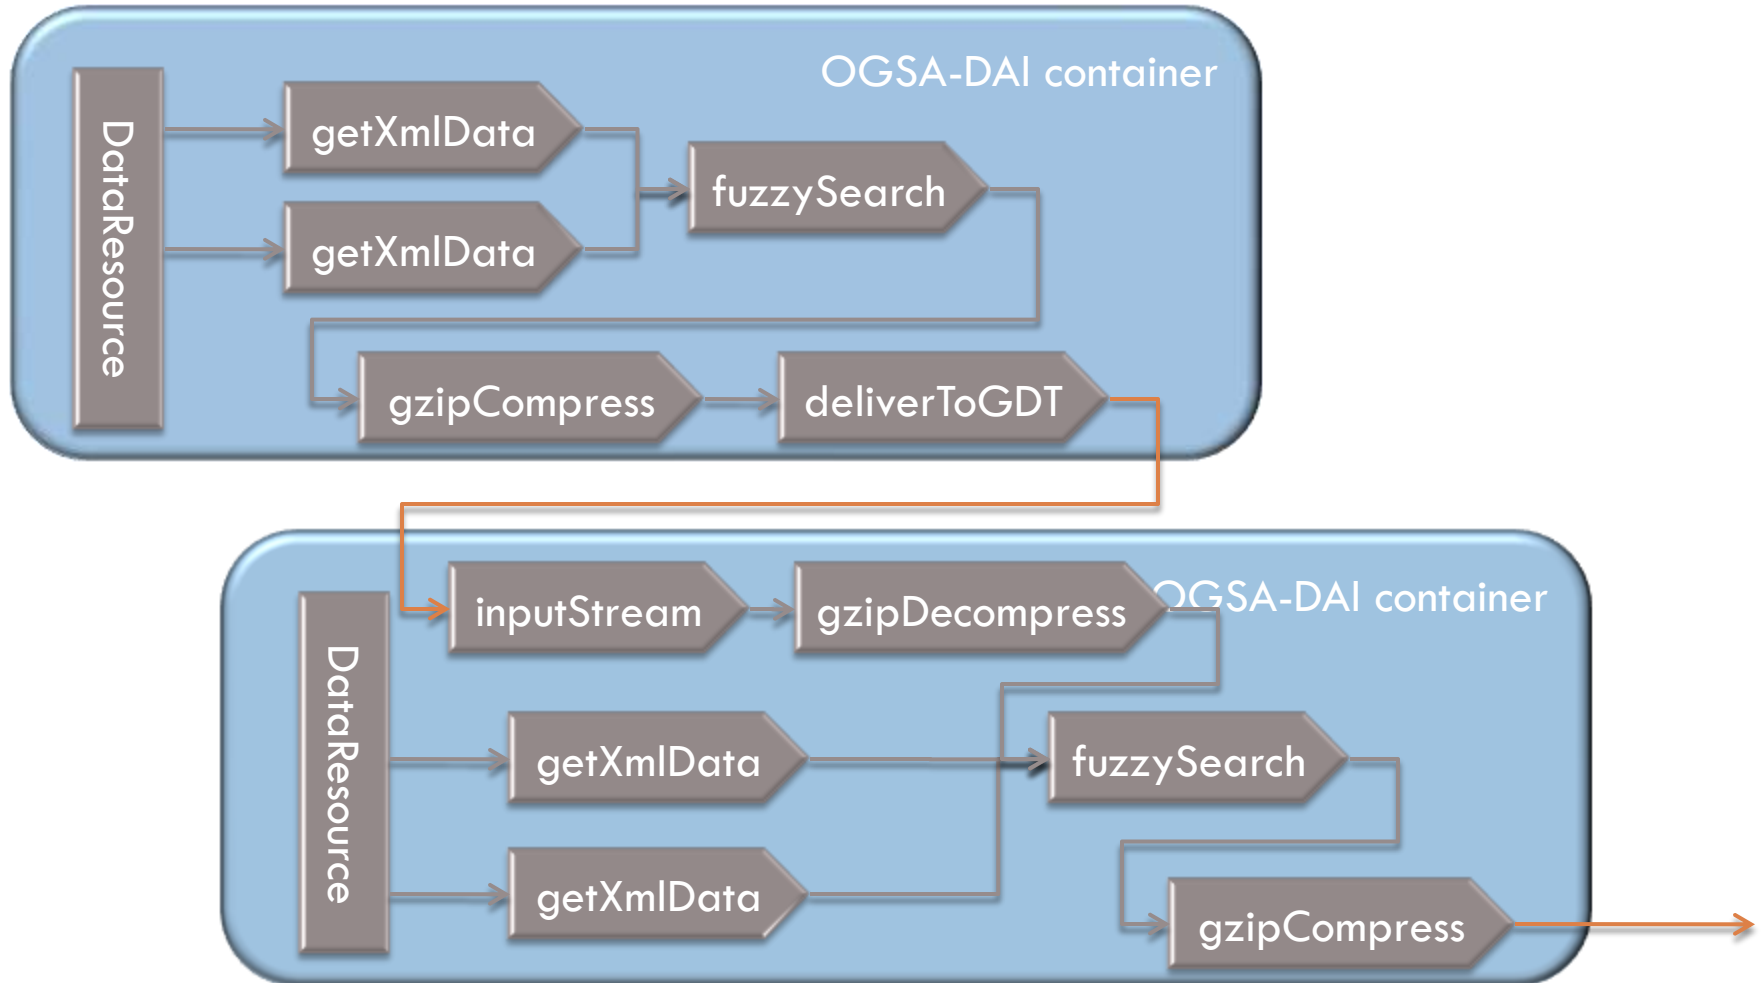 OGSA-DAI container
DataResource
getXmlData
fuzzySearch
getXmlData
gzipCompress
deliverToGDT
OGSA-DAI container
inputStream
gzipDecompress
DataResource
getXmlData
fuzzySearch
getXmlData
gzipCompress